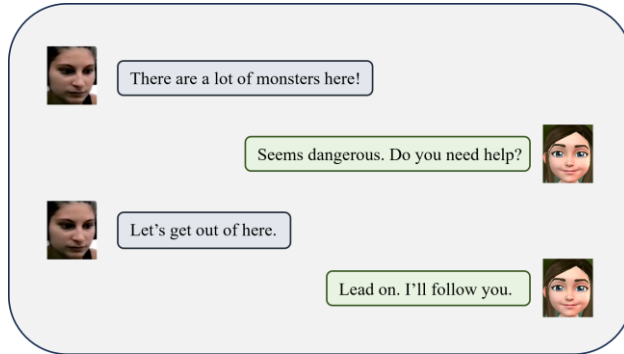 There are a lot of monsters here!
Seems dangerous. Do you need help?
Let’s get out of here.
Lead on. I’ll follow you.